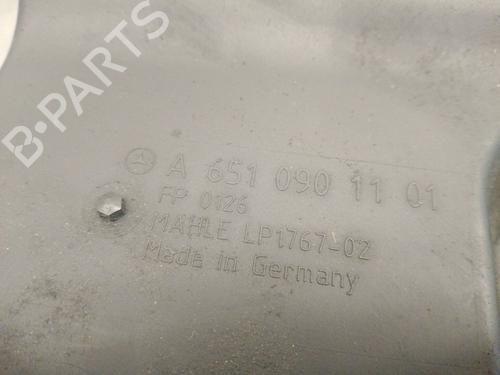 A 651 090 11 01
FP 0126
MAHLE LP1767-02
Made in Germany
B-PARTS